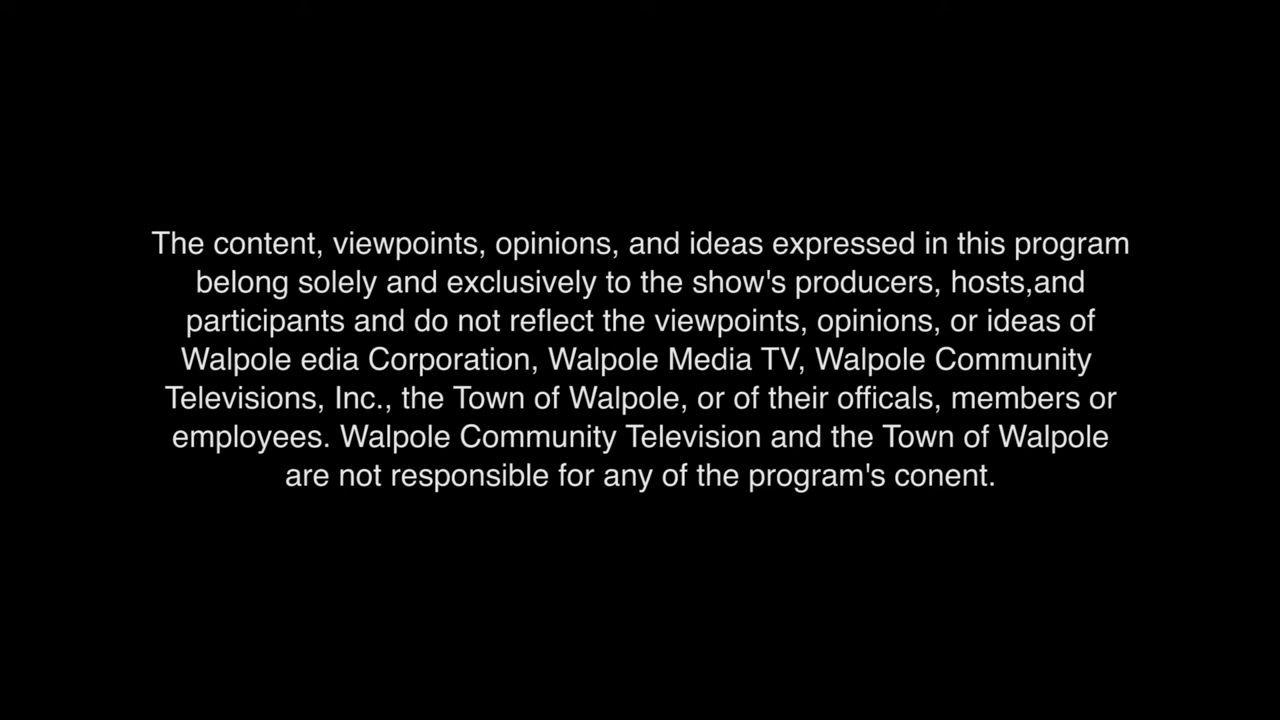 The content, viewpoints, opinions, and ideas expressed in this program
belong solely and exclusively to the show's producers, hosts,and
participants and do not reflect the viewpoints, opinions, or ideas of
Walpole edia Corporation, Walpole Media TV, Walpole Community
Televisions, Inc., the Town of Walpole, or of their officals, members or
employees. Walpole Community Television and the Town of Walpole
are not responsible for any of the program's conent.